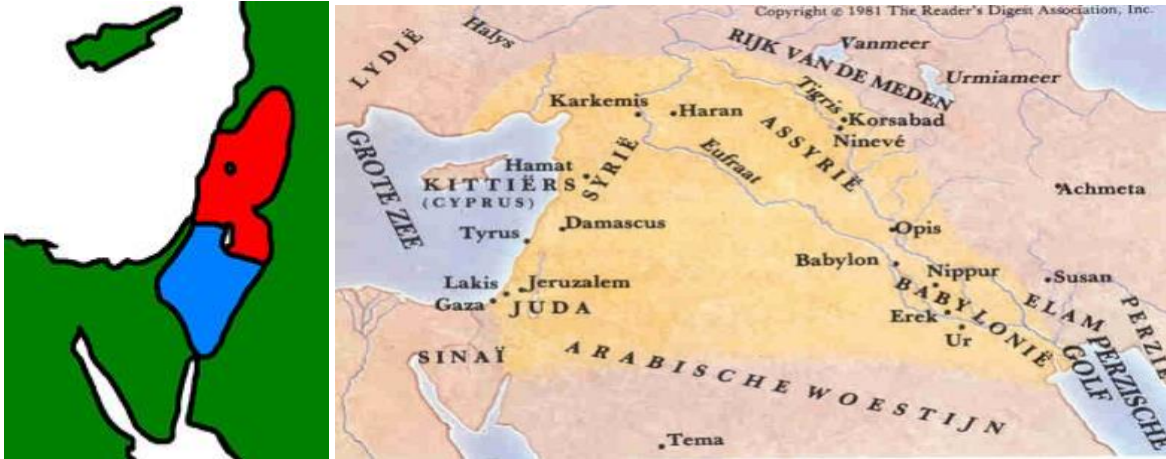 Copyright © 1981 The Reader's Digest Association, Inc.
LYDIË
Halys
RIJK VAN DE MEDEN
Vanmeer
Urmiameer
Karkemis
Haran
Tigris
Korsabad
Ninevé
ASSYRIË
GROTE ZEE
Hamat
SYRIË
Eufraat
KITTIËRS
(CYPRUS)
Achmeta
Tyrus
Damascus
Opis
Babylon
Nippur
Susan
Lakis
Jeruzalem
Gaza
JUDA
BABYLONIË
Erek
Ur
ELAM
PERZIË
PERZISCHE
GOLF
SINAÏ
ARABISCHE WOESTIJN
Tema